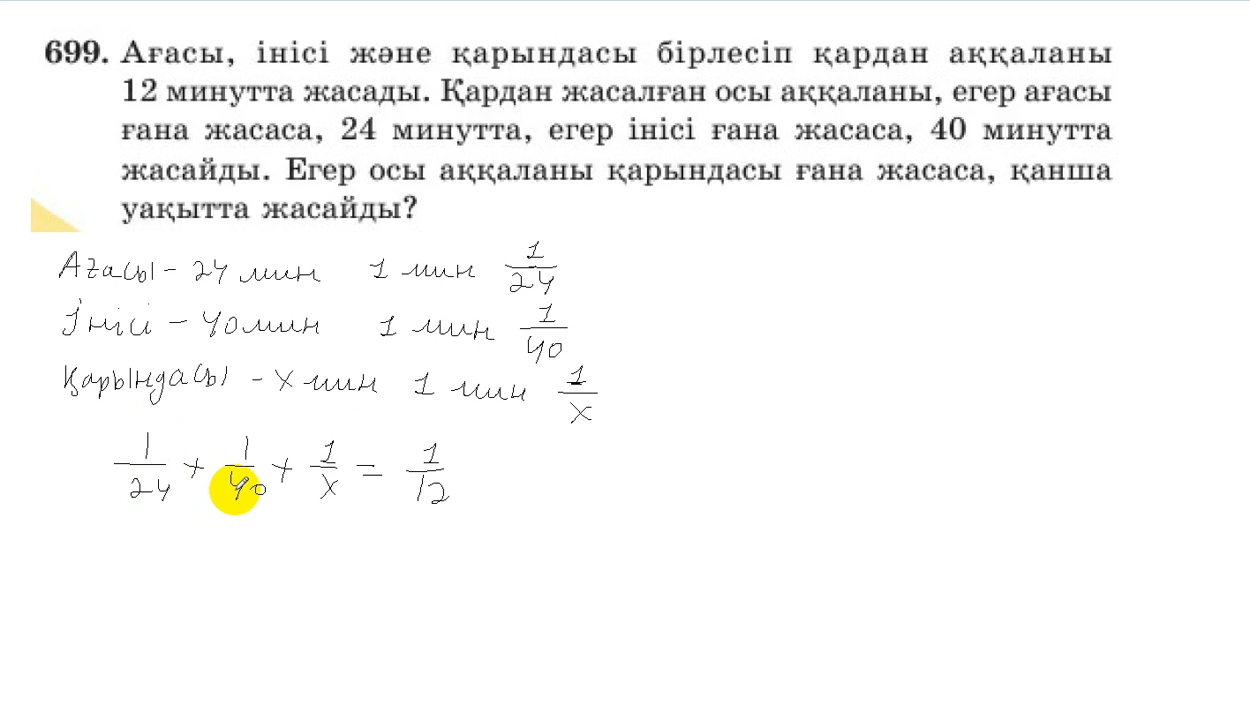 699. Ағасы, інісі және қарындасы бірлесіп қардан аққаланы
12 минутта жасады. Қардан жасалған осы аққаланы, егер ағасы
ғана жасаса, 24 минутта, егер інісі ғана жасаса, 40 минутта
жасайды. Егер осы аққаланы қарындасы ғана жасаса, қанша
уақытта жасайды?
Ағасы - 24 мин 1 мин 1/24
Інісі - 40 мин 1 мин 1/40
Қарындасы - x мин 1 мин 1/x
1/24 + 1/40 + 1/x = 1/12